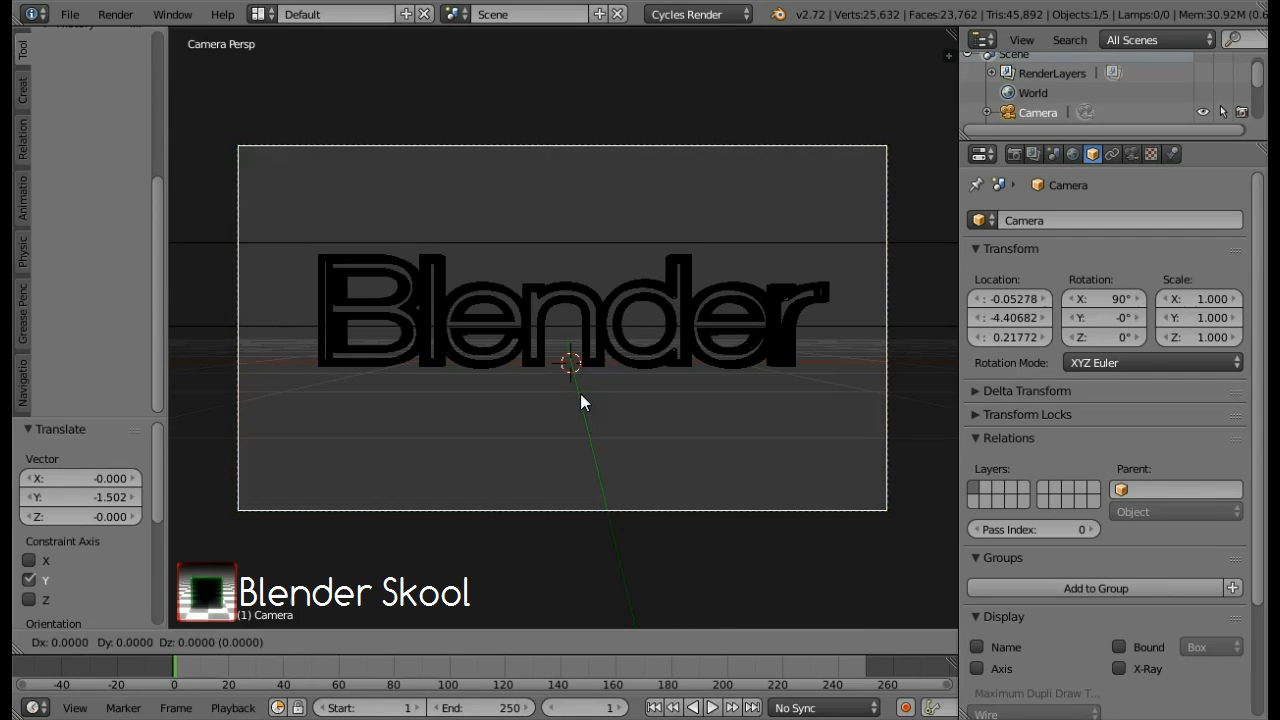 File Render Window Help Default Scene Cycles Render v2.72 | Verts:25,632 | Faces:23,762 | Tris:45,892 | Objects:1/5 | Lamps:0/0 | Mem:30.92M
View Search All Scenes
Camera Persp
Scene
RenderLayers
World
Camera
Tool
Creat
Relation
Animatio
Physic
Grease Penc
Navigatio
Camera
Camera
Transform
Location: Rotation: Scale:
: -0.05278 X: 90° X: 1.000
: -4.40682 Y: -0° Y: 1.000
: 0.21772 Z: 0° Z: 1.000
Rotation Mode: XYZ Euler
Delta Transform
Transform Locks
Relations
Layers: Parent:
Object
Pass Index: 0
Groups
Add to Group
Display
Name Bound Box
Axis X-Ray
Maximum Dupli Draw T...
Wire
Blender
Translate
Vector
X: -0.000
Y: -1.502
Z: -0.000
Constraint Axis
X
Y
Z
Orientation
Blender Skool
(1) Camera
Dx: 0.0000 Dy: 0.0000 Dz: 0.0000 (0.0000)
-40 -20 0 20 40 60 80 100 120 140 160 180 200 220 240 260
View Marker Frame Playback Start: 1 End: 250 1 No Sync